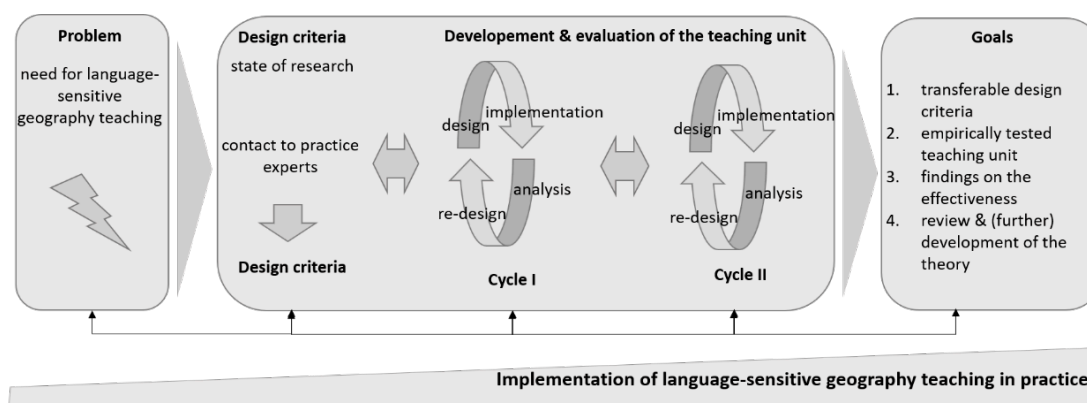 Problem
need for language-
sensitive
geography teaching
Design criteria
state of research
contact to practice
experts
Design criteria
Developement & evaluation of the teaching unit
design
implementation
analysis
re-design
Cycle I
design
implementation
analysis
re-design
Cycle II
Goals
1. transferable design
criteria
2. empirically tested
teaching unit
3. findings on the
effectiveness
4. review & (further)
development of the
theory
Implementation of language-sensitive geography teaching in practice